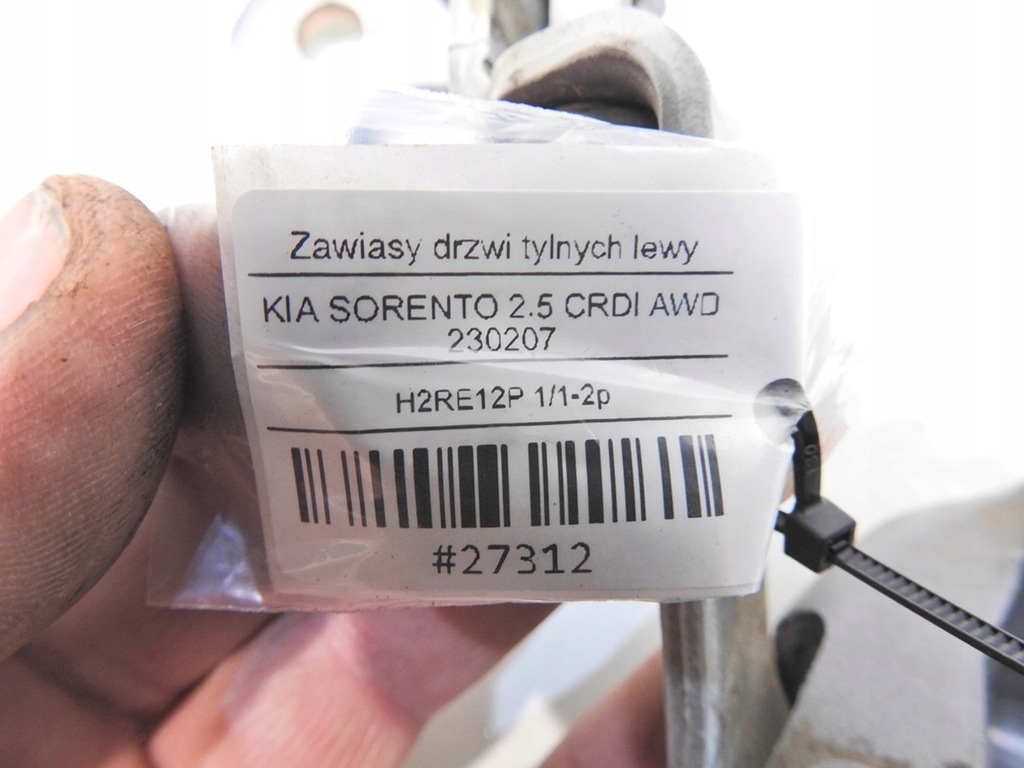 Zawiasy drzwi tylnych lewy
KIA SORENTO 2.5 CRDI AWD
230207
H2RE12P 1/1-2p
#27312